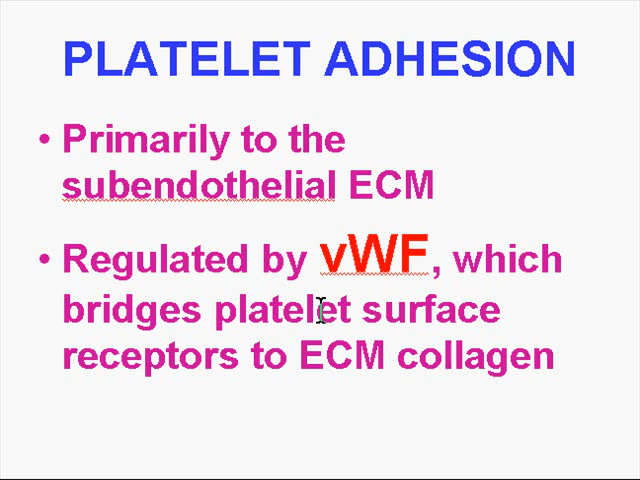 PLATELET ADHESION
• Primarily to the
subendothelial ECM
• Regulated by vWF, which
bridges platelet surface
receptors to ECM collagen